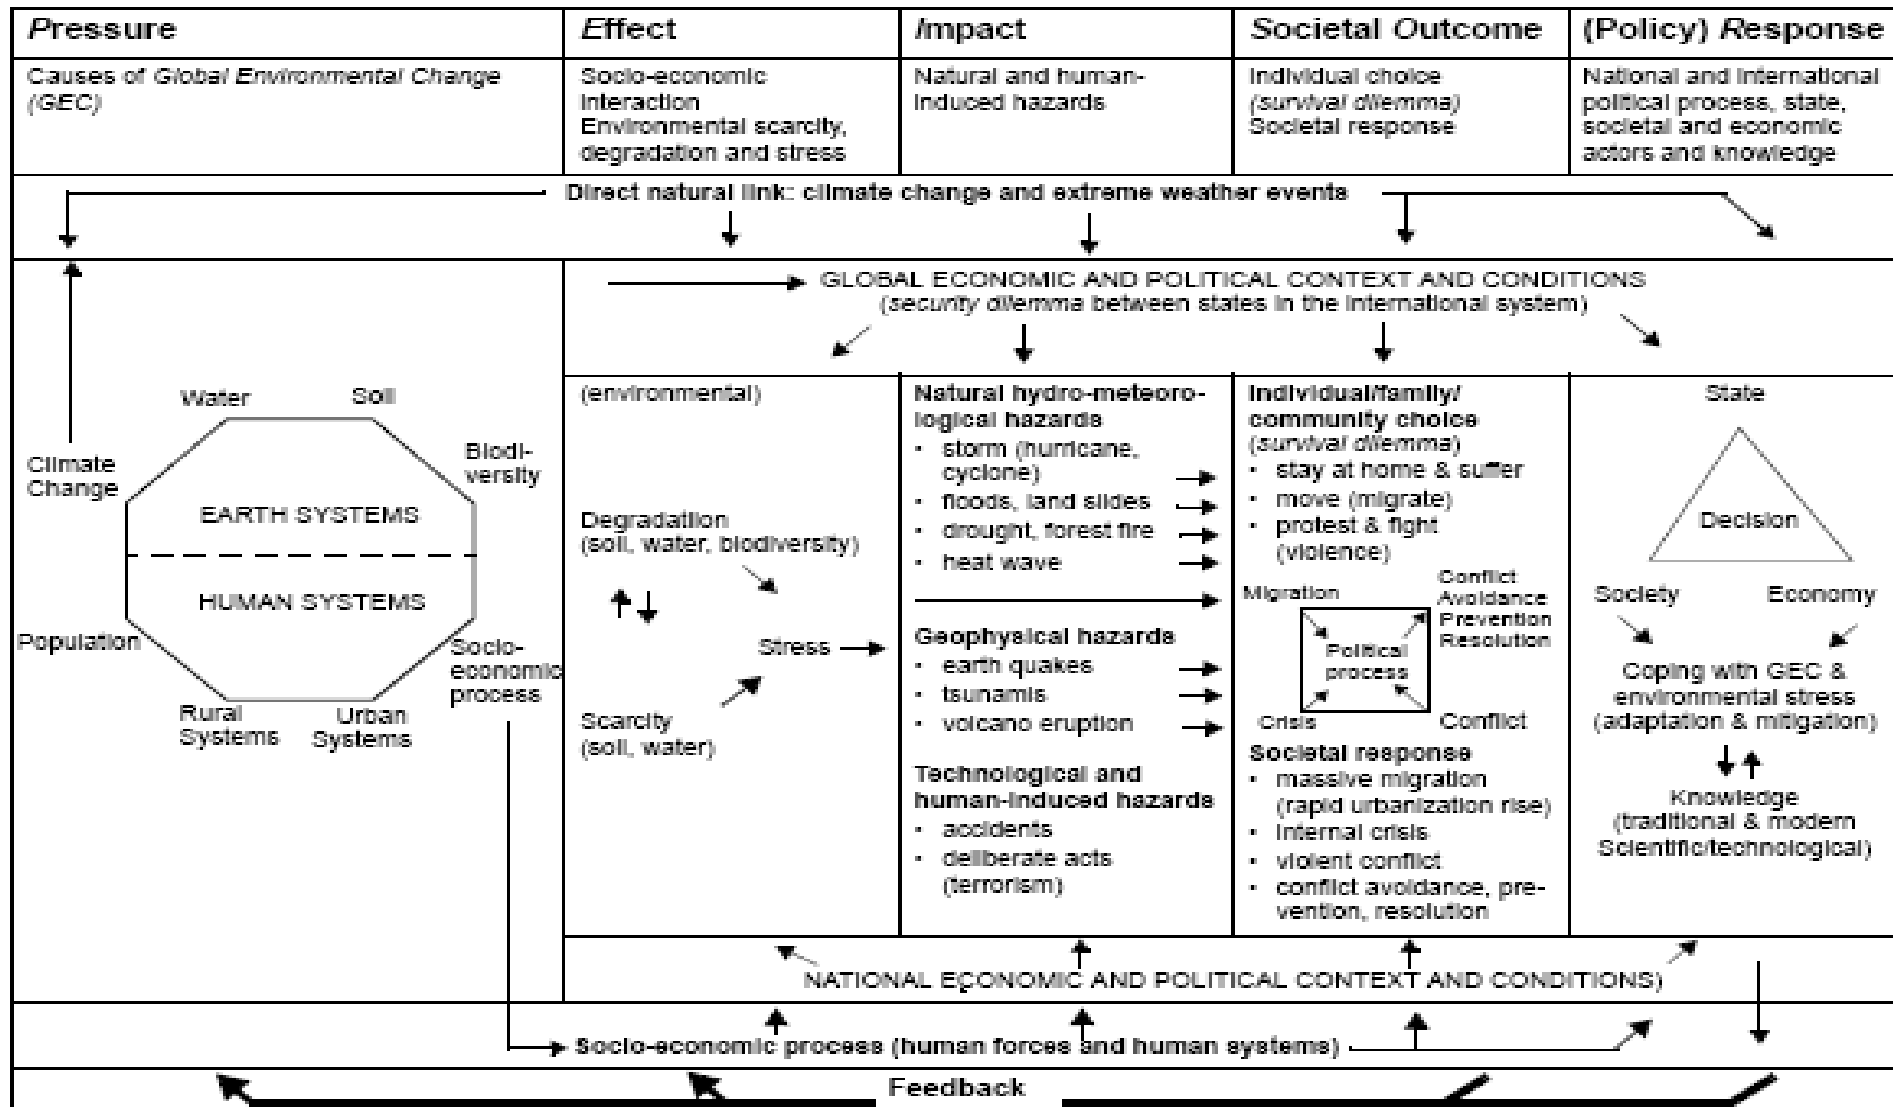 Pressure
Effect
Impact
Societal Outcome
(Policy) Response
Causes of Global Environmental Change
(GEC)
Socio-economic
interaction
Environmental scarcity,
degradation and stress
Natural and human-
induced hazards
Individual choice
(survival dilemma)
Societal response
National and international
political process, state,
societal and economic
actors and knowledge
Direct natural link: climate change and extreme weather events
GLOBAL ECONOMIC AND POLITICAL CONTEXT AND CONDITIONS
(security dilemma between states in the international system)
Water
Soil
Climate
Change
Biodi-
versity
EARTH SYSTEMS
HUMAN SYSTEMS
Population
Socio-
economic
process
Rural
Systems
Urban
Systems
(environmental)
Degradatiion
(soil, water, biodiversity)
Stress
Scarcity
(soil, water)
Natural hydro-meteoro-
logical hazards
• storm (hurricane,
cyclone)
• floods, land slides
• drought, forest fire
• heat wave
Geophysical hazards
• earth quakes
• tsunamis
• volcano eruption
Technological and
human-induced hazards
• accidents
• deliberate acts
(terrorism)
Individual/family/
community choice
(survival dilemma)
• stay at home & suffer
• move (migrate)
• protest & fight
(violence)
Migration
Conflict
Avoidance
Prevention
Resolution
Political
process
Crisis
Conflict
Societal response
• massive migration
(rapid urbanization rise)
• internal crisis
• violent conflict
• conflict avoidance, pre-
vention, resolution
State
Decision
Society
Economy
Coping with GEC &
environmental stress
(adaptation & mitigation)
Knowledge
(traditional & modern
Scientific/technological)
NATIONAL ECONOMIC AND POLITICAL CONTEXT AND CONDITIONS)
Socio-economic process (human forces and human systems)
Feedback